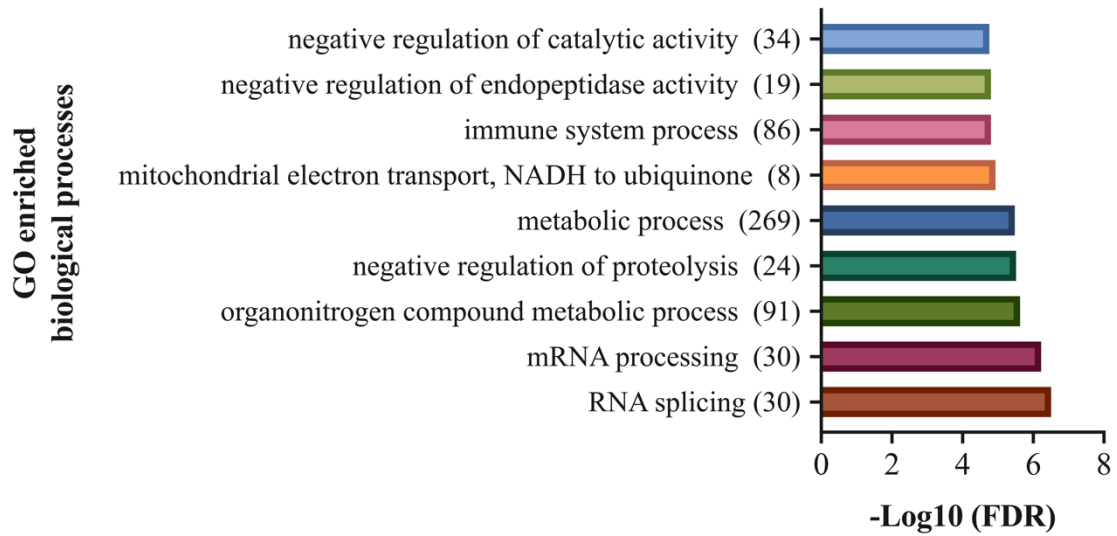 GO enriched
biological processes
negative regulation of catalytic activity (34)
negative regulation of endopeptidase activity (19)
immune system process (86)
mitochondrial electron transport, NADH to ubiquinone (8)
metabolic process (269)
negative regulation of proteolysis (24)
organonitrogen compound metabolic process (91)
mRNA processing (30)
RNA splicing (30)
0 2 4 6 8
-Log10 (FDR)